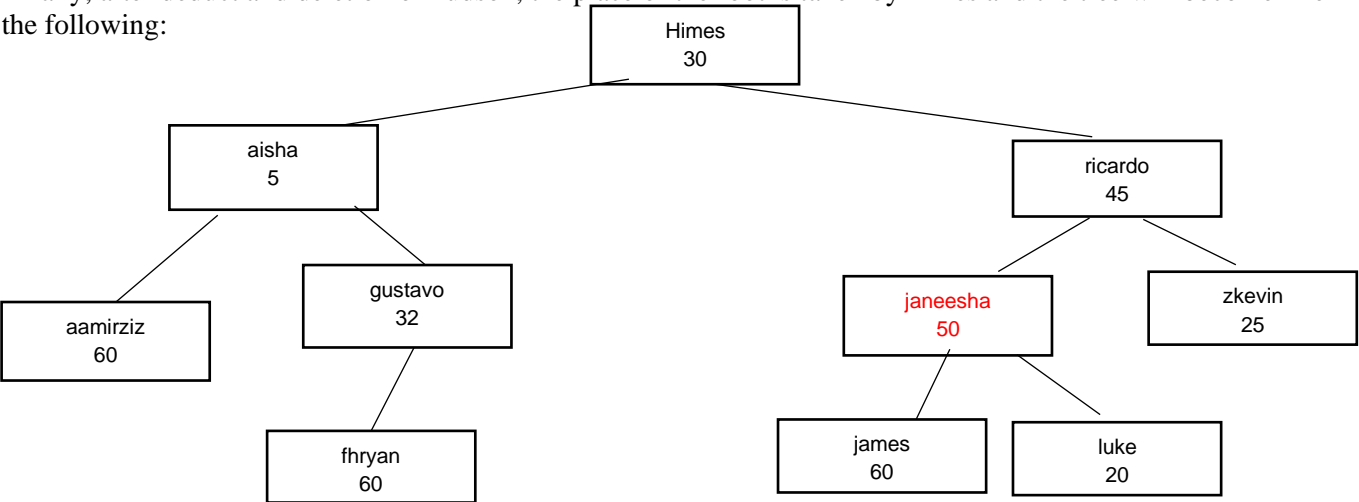 the following:
Himes
30
aisha
5
ricardo
45
gustavo
32
janeesha
50
zkevin
25
aamirziz
60
james
60
luke
20
fhryan
60